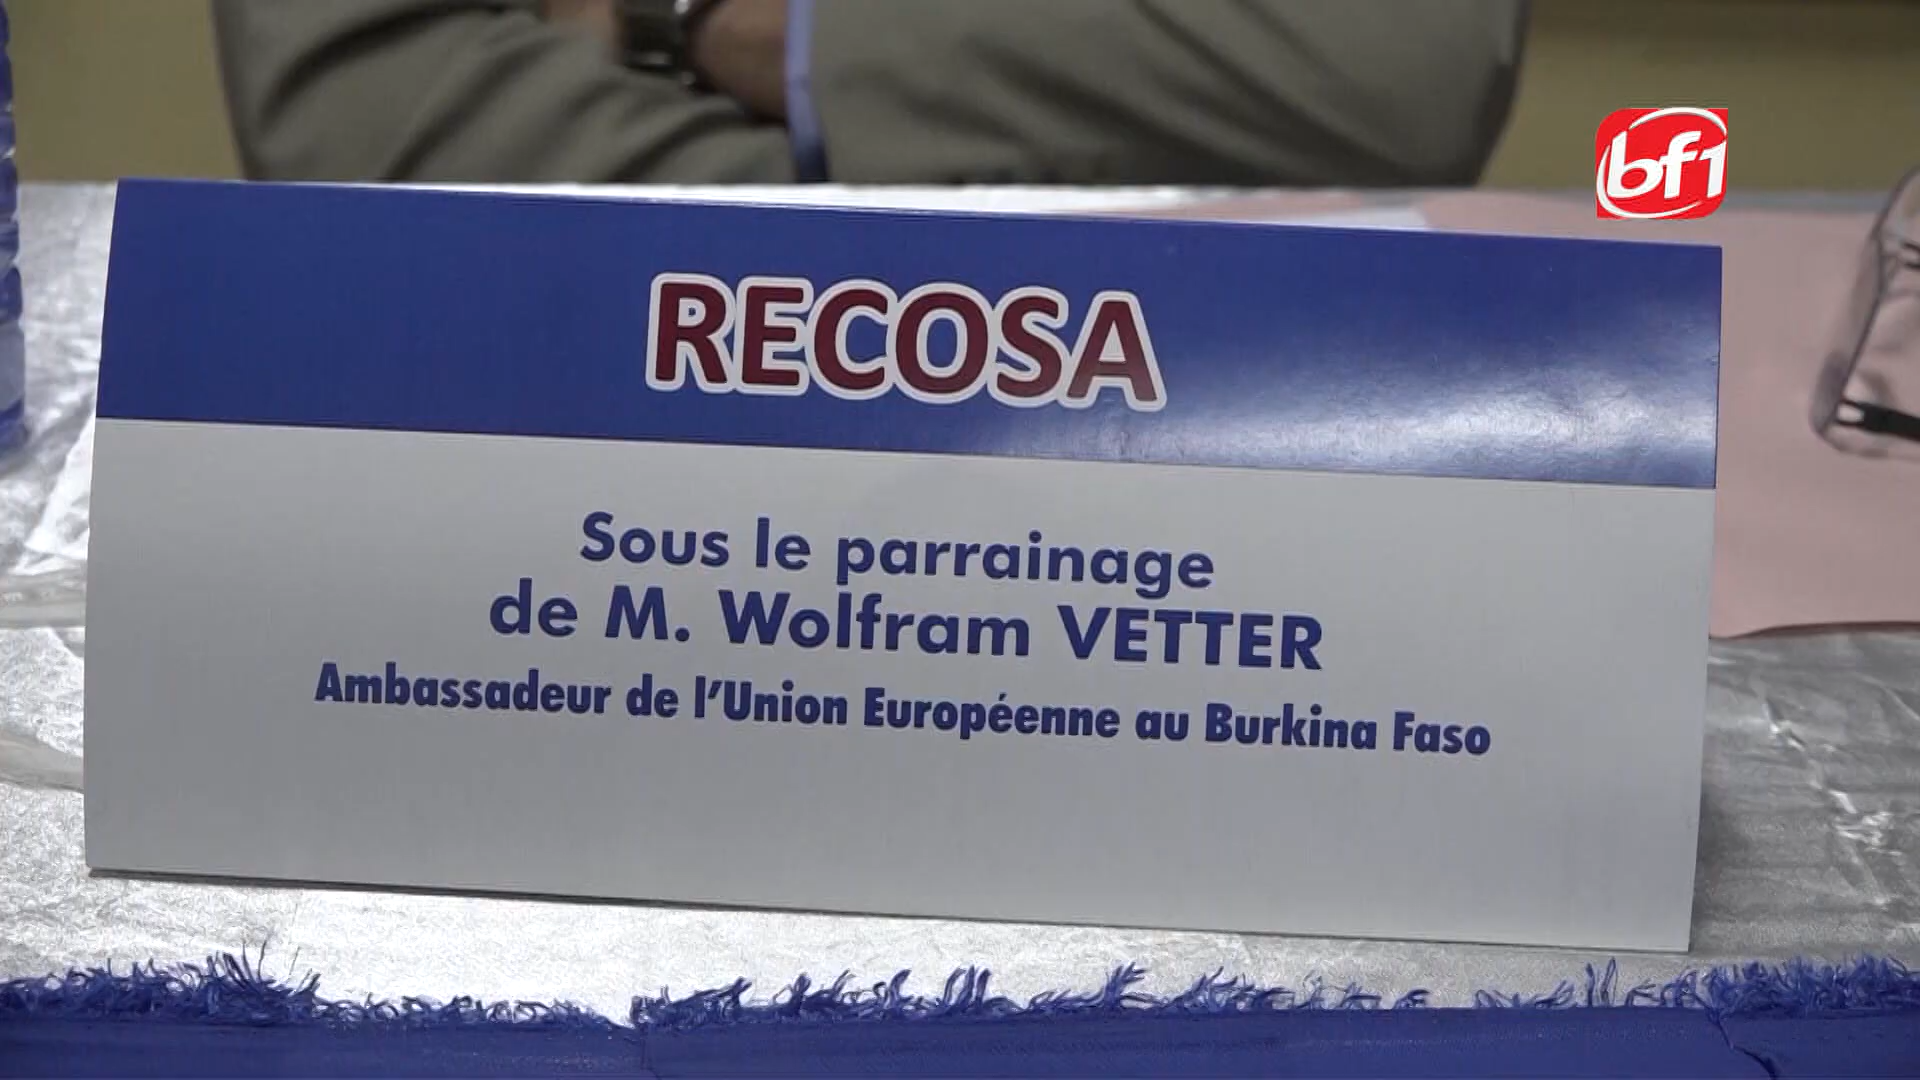 bf1
RECOSA
Sous le parrainage
de M. Wolfram VETTER
Ambassadeur de l'Union Européenne au Burkina Faso